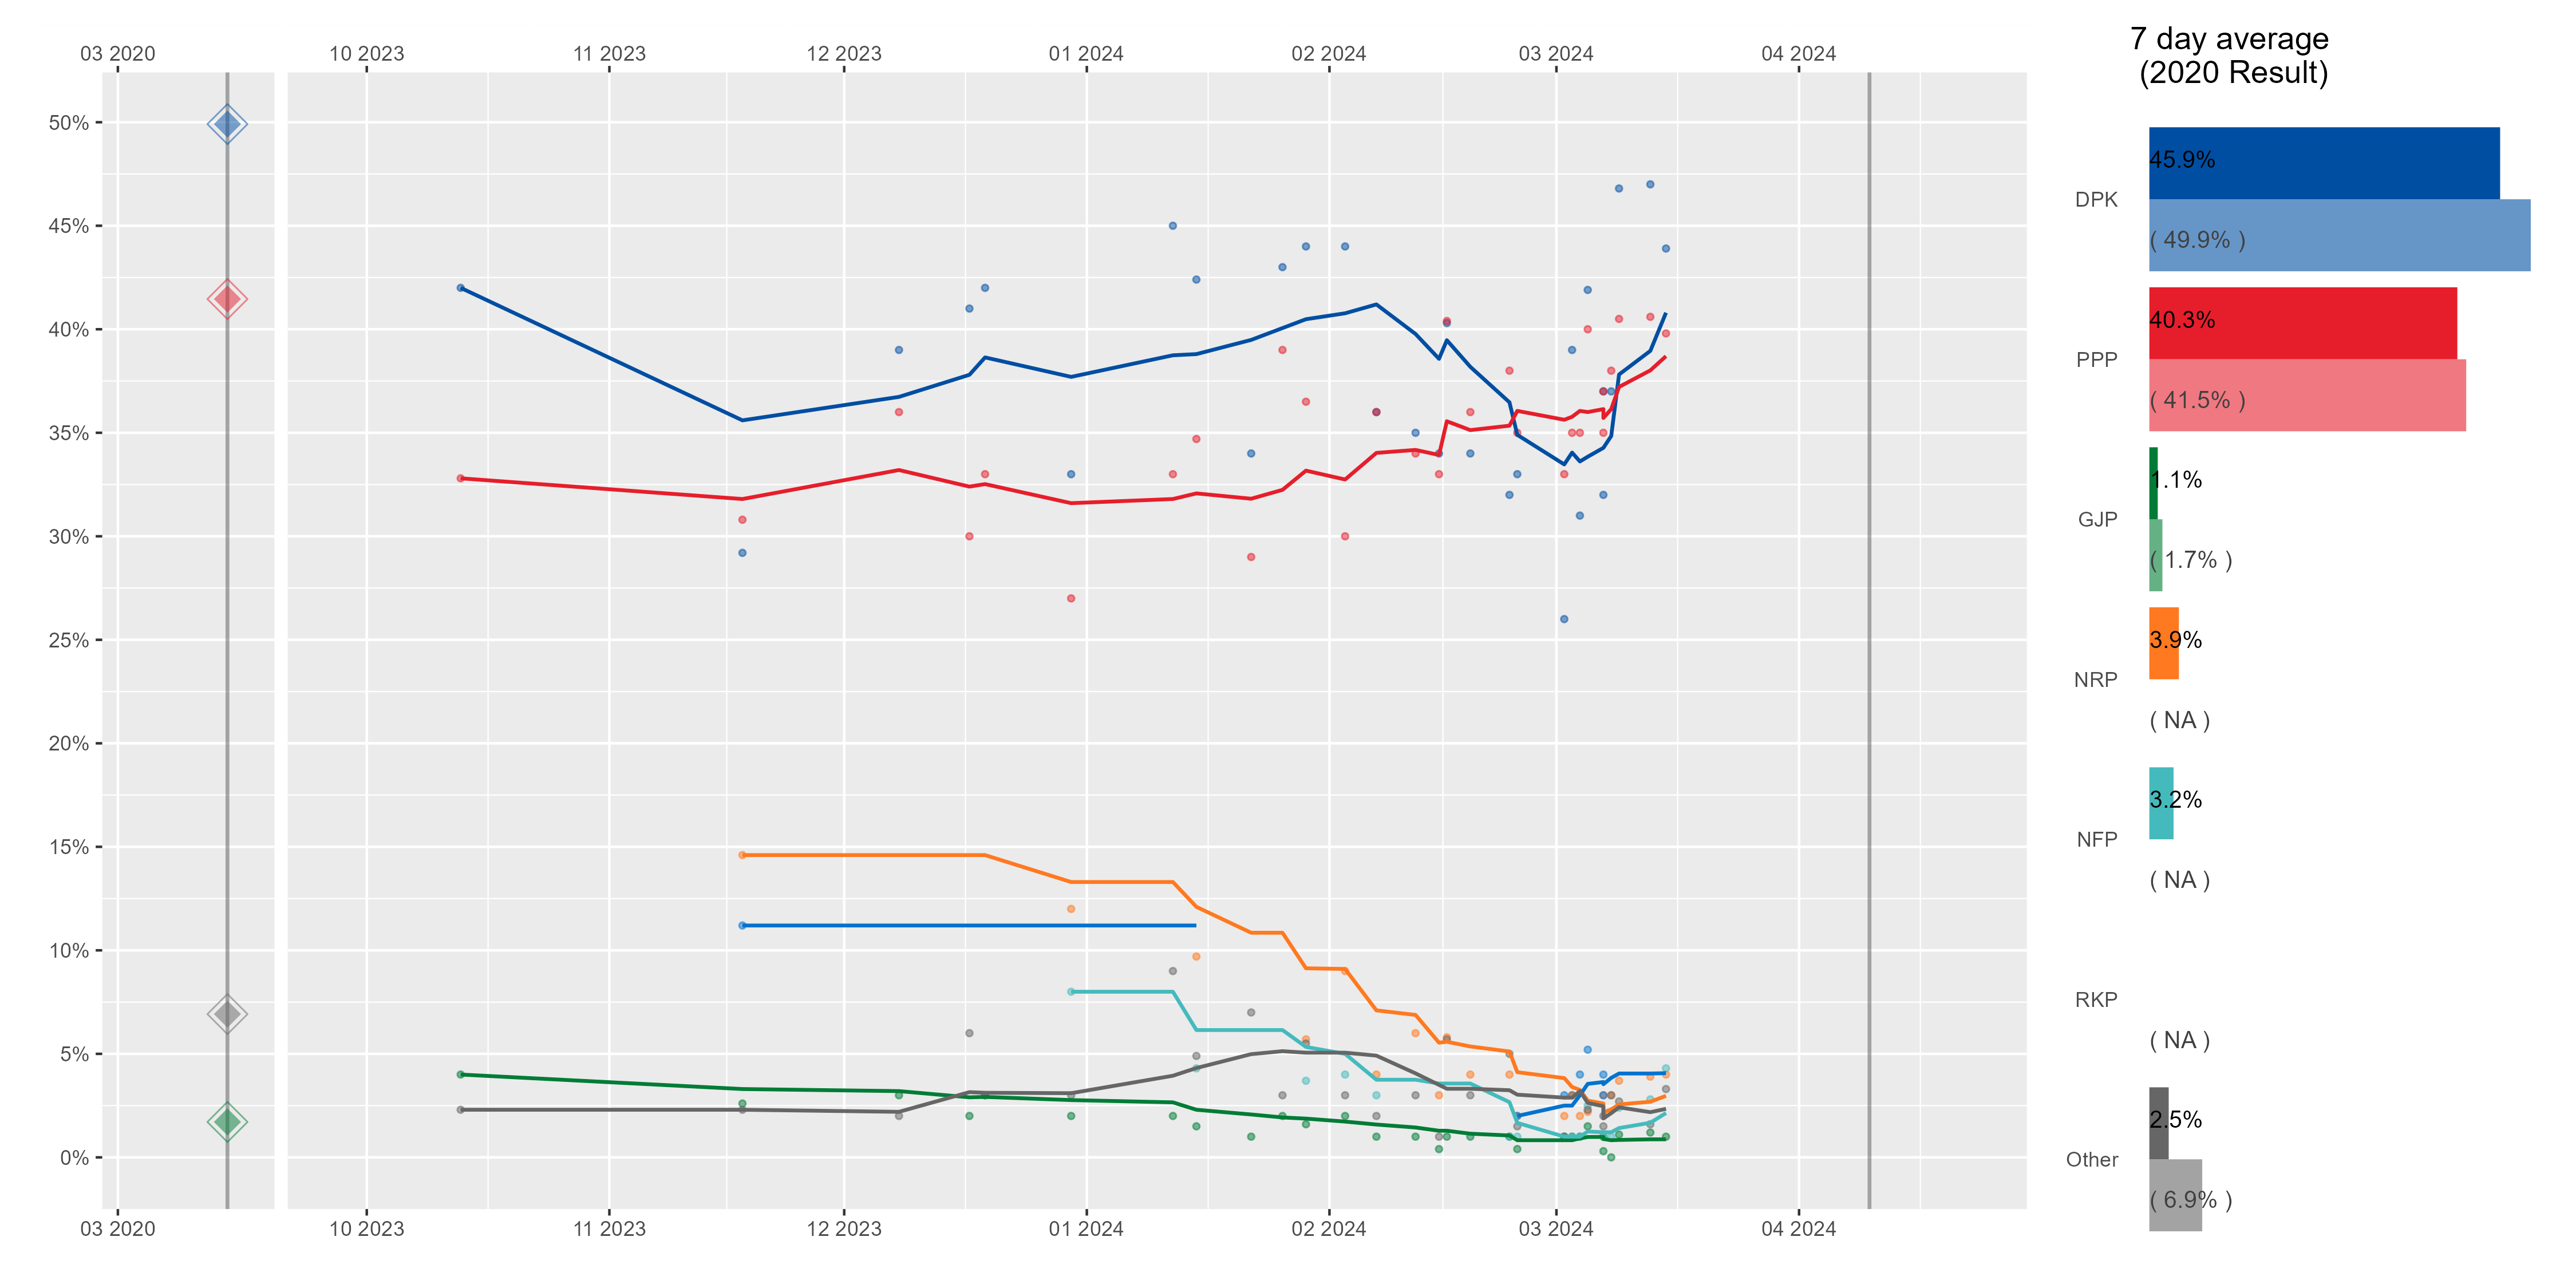 7 day average
(2020 Result)
03 2020
10 2023
11 2023
12 2023
01 2024
02 2024
03 2024
04 2024
50%
45%
40%
35%
30%
25%
20%
15%
10%
5%
0%
03 2020
10 2023
11 2023
12 2023
01 2024
02 2024
03 2024
04 2024
45.9%
DPK
( 49.9% )
40.3%
PPP
( 41.5% )
1.1%
GJP
( 1.7% )
3.9%
NRP
( NA )
3.2%
NFP
( NA )
RKP
( NA )
2.5%
Other
( 6.9% )